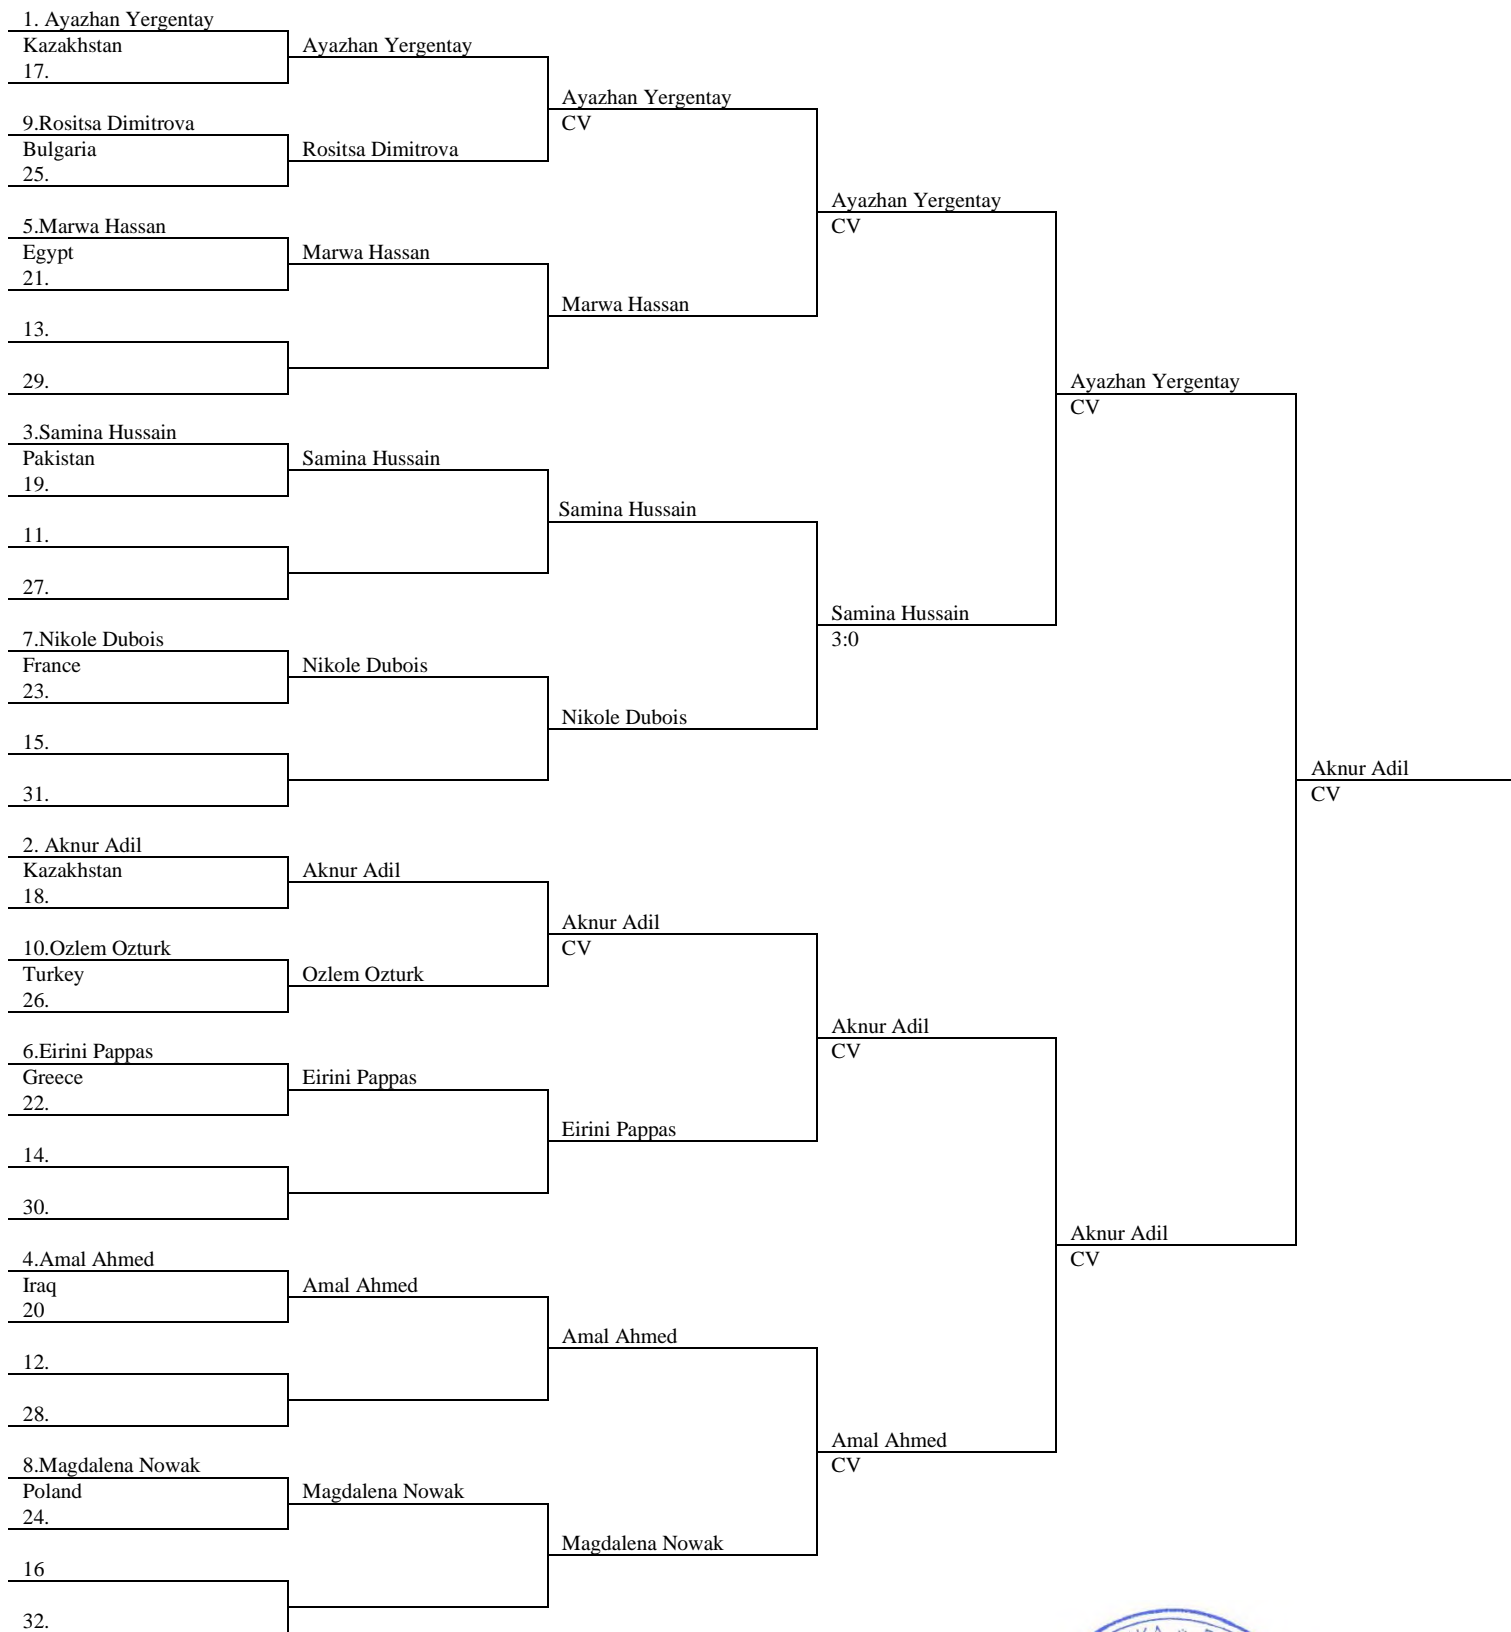 1. Ayazhan Yergentay
Kazakhstan
17.
9.Rositsa Dimitrova
Bulgaria
25.
5.Marwa Hassan
Egypt
21.
13.
29.
3.Samina Hussain
Pakistan
19.
11.
27.
7.Nikole Dubois
France
23.
15.
31.
2. Aknur Adil
Kazakhstan
18.
10.Ozlem Ozturk
Turkey
26.
6.Eirini Pappas
Greece
22.
14.
30.
4.Amal Ahmed
Iraq
20
12.
28.
8.Magdalena Nowak
Poland
24.
16
32.
Ayazhan Yergentay
Rositsa Dimitrova
Marwa Hassan
Samina Hussain
Nikole Dubois
Aknur Adil
Ozlem Ozturk
Eirini Pappas
Amal Ahmed
Magdalena Nowak
Ayazhan Yergentay
CV
Marwa Hassan
Samina Hussain
Nikole Dubois
Aknur Adil
CV
Eirini Pappas
Amal Ahmed
Magdalena Nowak
Ayazhan Yergentay
CV
Samina Hussain
3:0
Aknur Adil
CV
Amal Ahmed
CV
Ayazhan Yergentay
CV
Aknur Adil
CV
Aknur Adil
CV